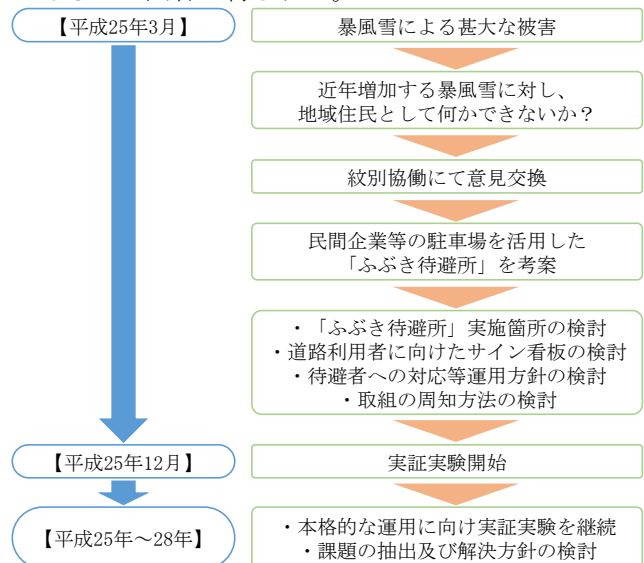 【平成25年3月】
暴風雪による甚大な被害
近年増加する暴風雪に対し、
地域住民として何かできないか？
紋別協働にて意見交換
民間企業等の駐車場を活用した
「ふぶき待避所」を考案
・「ふぶき待避所」実施箇所の検討
・道路利用者に向けたサイン看板の検討
・待避者への対応等運用方針の検討
・取組の周知方法の検討
【平成25年12月】
実証実験開始
【平成25年～28年】
・本格的な運用に向け実証実験を継続
・課題の抽出及び解決方針の検討